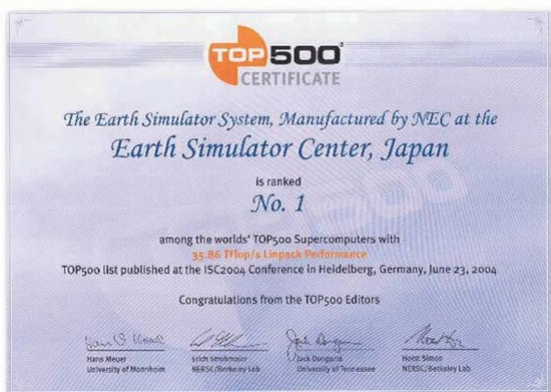 TOP500
CERTIFICATE
The Earth Simulator System, Manufactured by NEC at the
Earth Simulator Center, Japan
is ranked
No. 1
among the worlds' TOP500 Supercomputers with
35.86 TFlop/s Linpack Performance
TOP500 list published at the ISC2004 Conference in Heidelberg, Germany, June 23, 2004
Congratulations from the TOP500 Editors
Hans Meuer Erich Strohmaier Jack Dongarra Horst Simon
University of Mannheim NERSC/Berkeley Lab University of Tennessee NERSC/Berkeley Lab